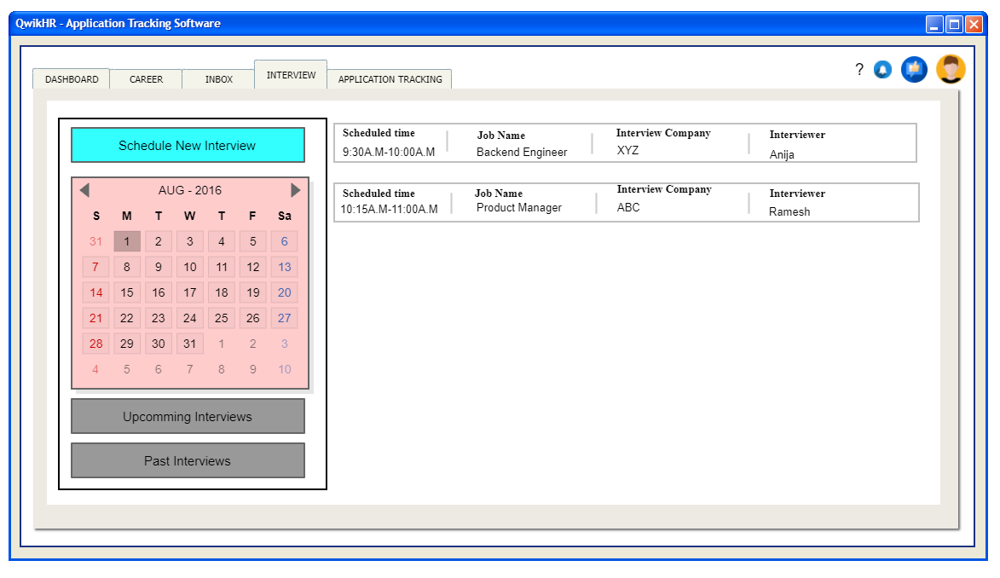 QwikHR - Application Tracking Software
DASHBOARD CAREER INBOX INTERVIEW APPLICATION TRACKING ?
Schedule New Interview
AUG - 2016
S M T W T F Sa
31 1 2 3 4 5 6
7 8 9 10 11 12 13
14 15 16 17 18 19 20
21 22 23 24 25 26 27
28 29 30 31 1 2 3
4 5 6 7 8 9 10
Upcomming Interviews
Past Interviews
Scheduled time Job Name Interview Company Interviewer
9:30A.M-10:00A.M Backend Engineer XYZ Anija
Scheduled time Job Name Interview Company Interviewer
10:15A.M-11:00A.M Product Manager ABC Ramesh